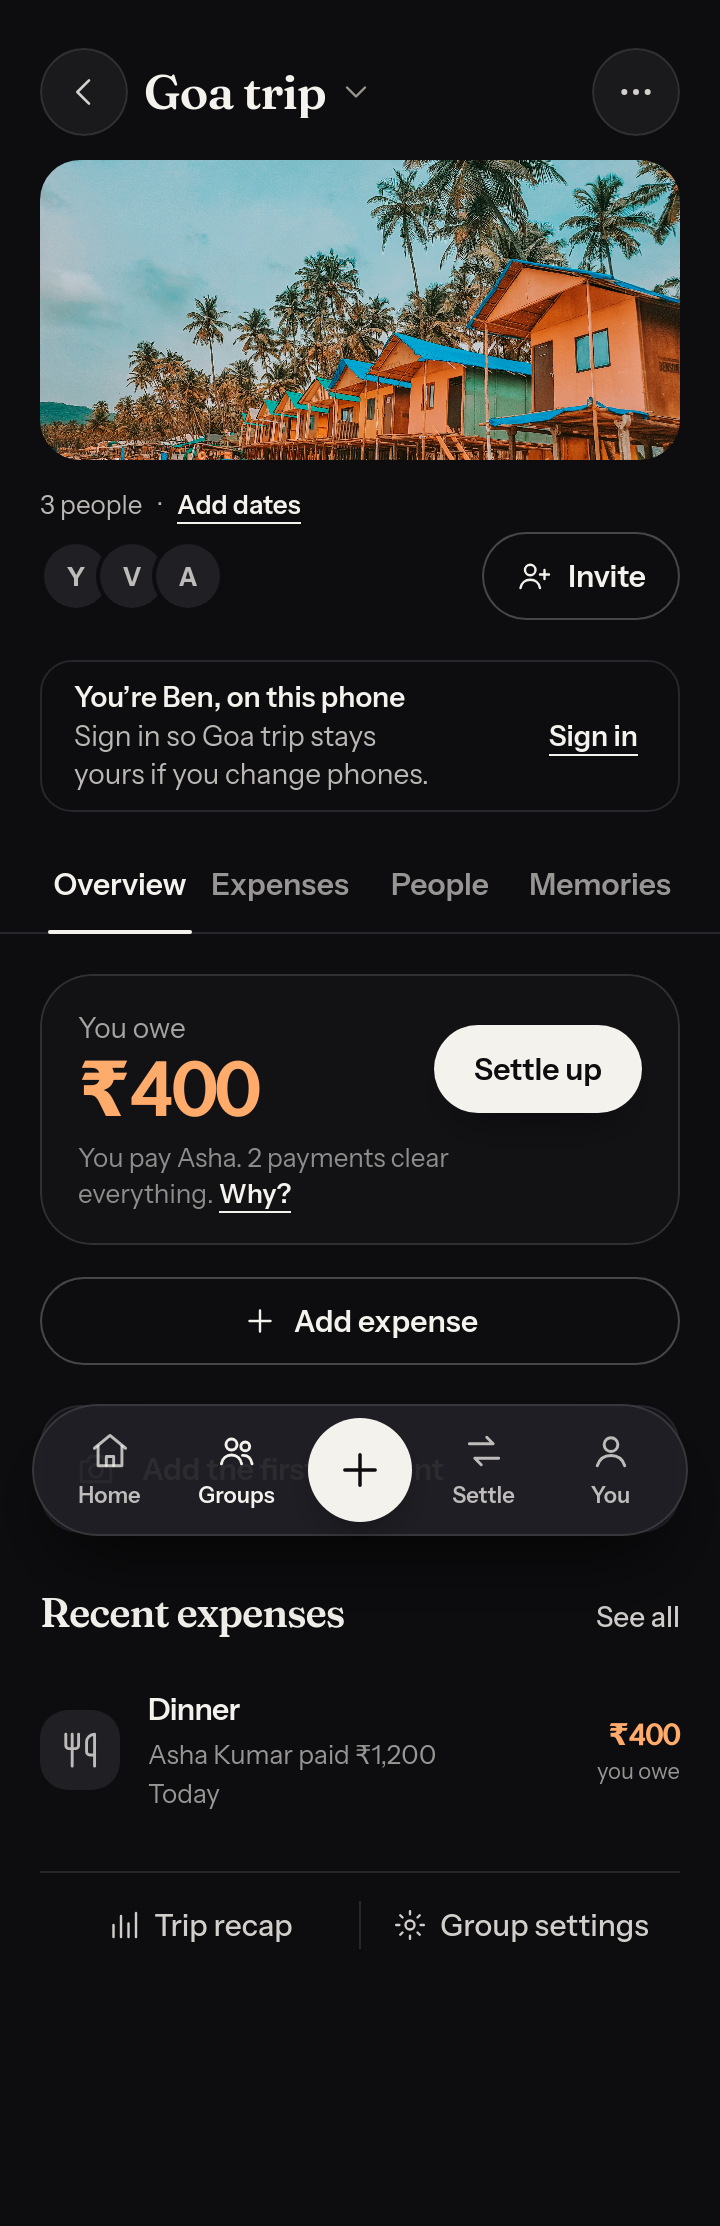 Goa trip
3 people · Add dates
Y V A
Invite
You’re Ben, on this phone
Sign in so Goa trip stays
yours if you change phones.
Sign in
Overview Expenses People Memories
You owe
₹400
Settle up
You pay Asha. 2 payments clear
everything. Why?
Add expense
Add the first
Home Groups Settle You
Recent expenses
See all
Dinner
Asha Kumar paid ₹1,200
Today
₹400
you owe
Trip recap
Group settings